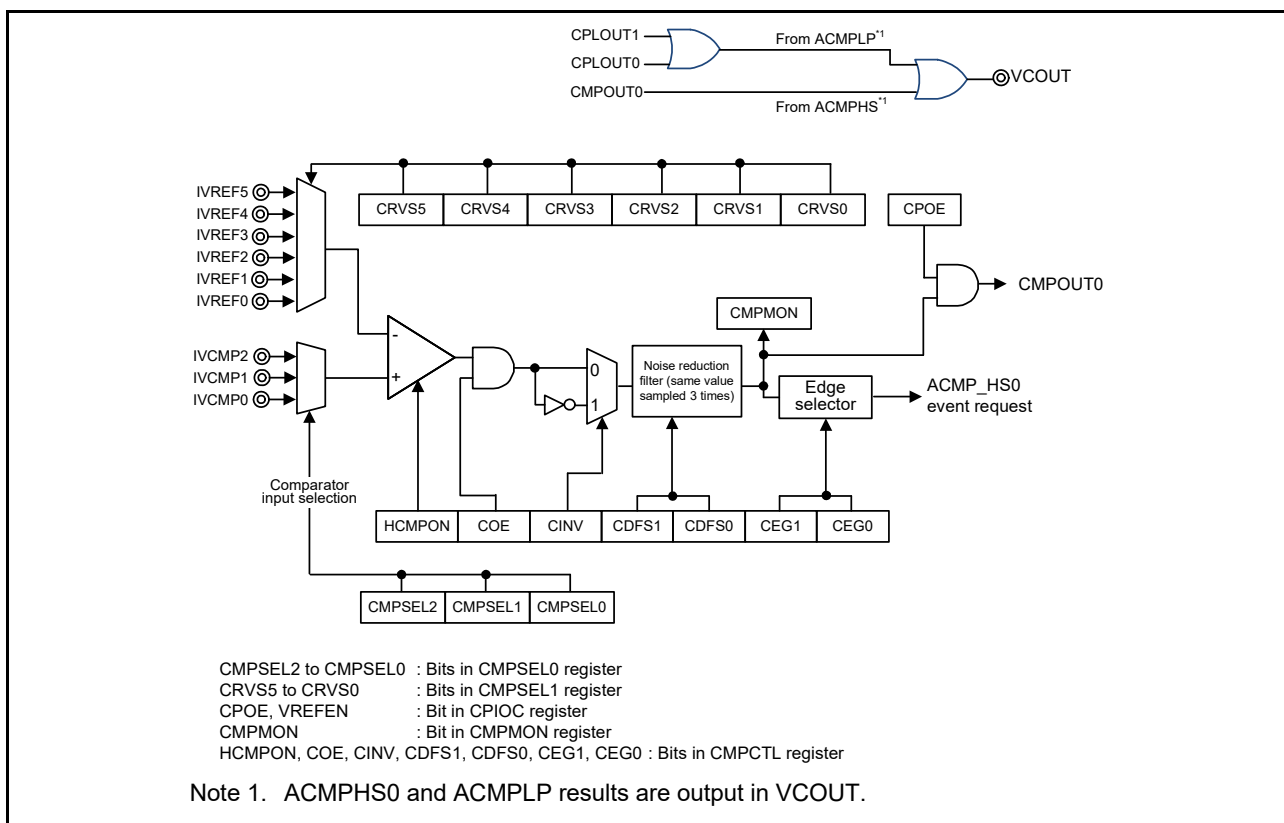 CPLOUT1
CPLOUT0
CMPOUT0
From ACMPLP*1
From ACMPHS*1
VCOUT
IVREF5
IVREF4
IVREF3
IVREF2
IVREF1
IVREF0
CRVS5 CRVS4 CRVS3 CRVS2 CRVS1 CRVS0
CPOE
CMPOUT0
IVCMP2
IVCMP1
IVCMP0
-
+
0
1
Noise reduction
filter (same value
sampled 3 times)
CMPMON
Edge
selector
ACMP_HS0
event request
Comparator
input selection
HCMPON COE CINV CDFS1 CDFS0 CEG1 CEG0
CMPSEL2 CMPSEL1 CMPSEL0
CMPSEL2 to CMPSEL0 : Bits in CMPSEL0 register
CRVS5 to CRVS0 : Bits in CMPSEL1 register
CPOE, VREFEN : Bit in CPIOC register
CMPMON : Bit in CMPMON register
HCMPON, COE, CINV, CDFS1, CDFS0, CEG1, CEG0 : Bits in CMPCTL register
Note 1. ACMPHS0 and ACMPLP results are output in VCOUT.